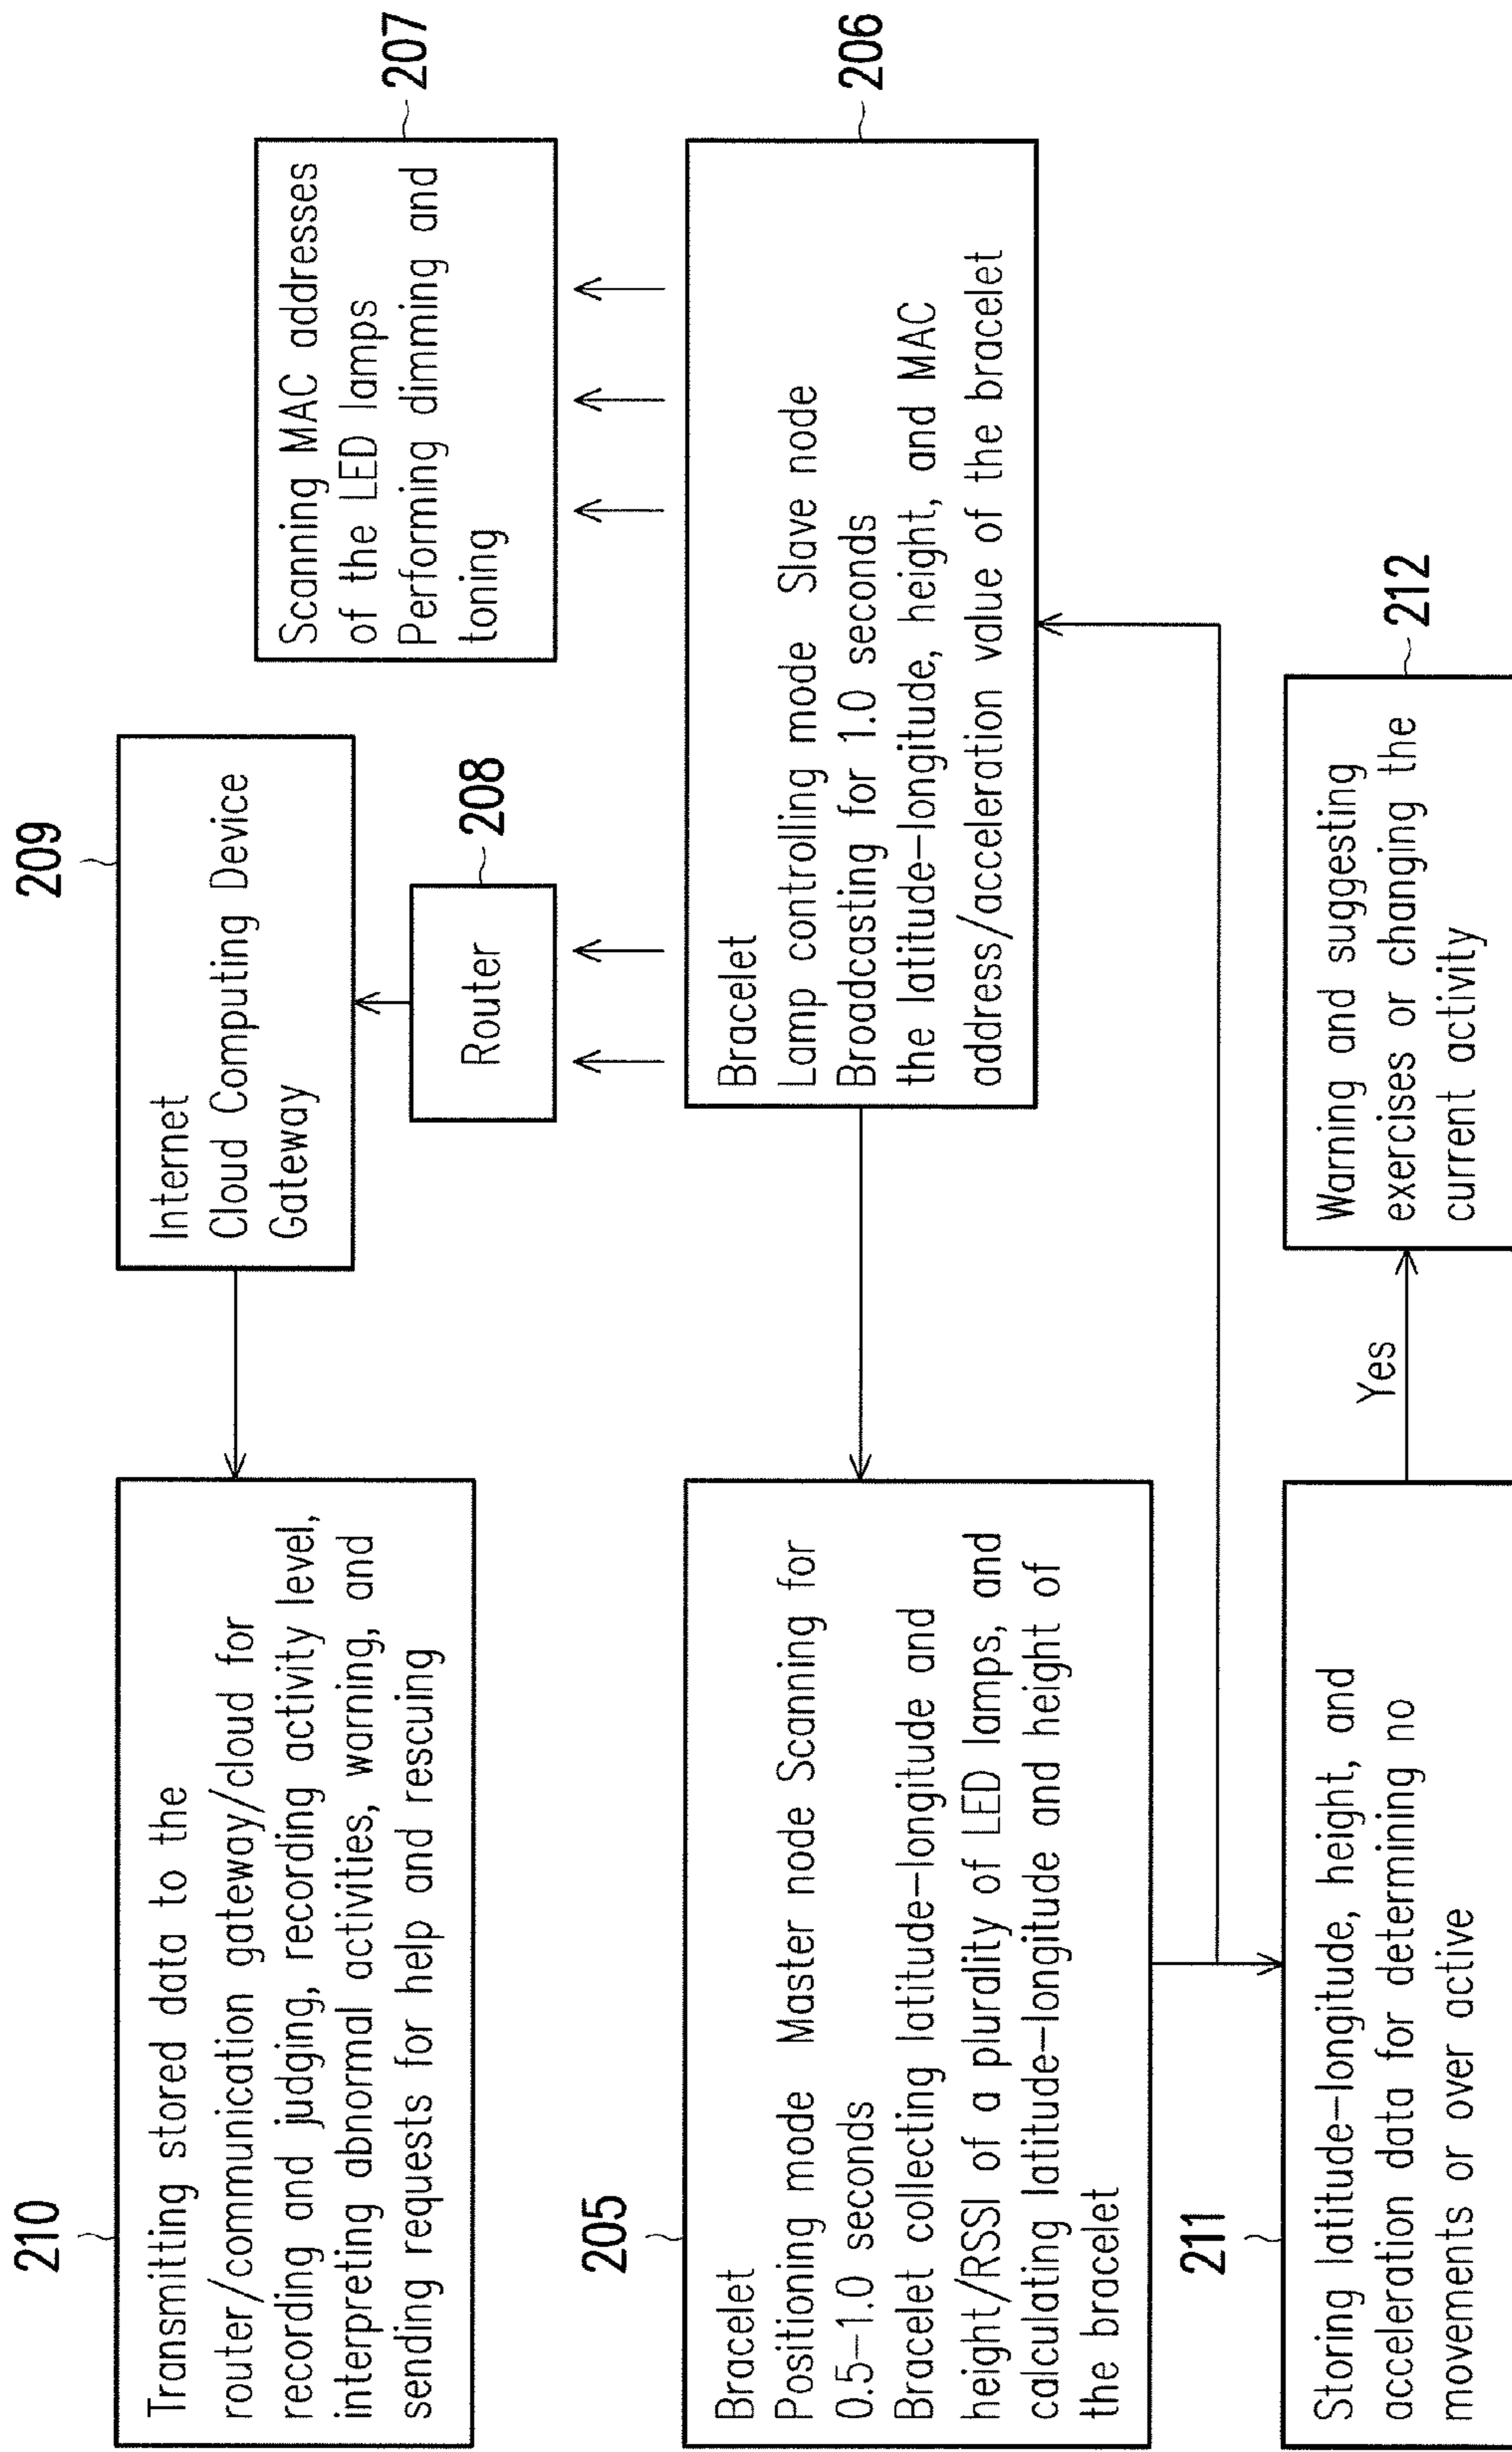 210
Transmitting stored data to the
router/communication gateway/cloud for
recording and judging, recording activity level,
interpreting abnormal activities, warning, and
sending requests for help and rescuing
209
Internet
Cloud Computing Device
Gateway
208
Router
207
Scanning MAC addresses
of the LED lamps
Performing dimming and
toning
205
Bracelet
Positioning mode Master node Scanning for
0.5–1.0 seconds
Bracelet collecting latitude–longitude and
height/RSSI of a plurality of LED lamps, and
calculating latitude–longitude and height of
the bracelet
206
Bracelet
Lamp controlling mode Slave node
Broadcasting for 1.0 seconds
the latitude–longitude, height, and MAC
address/acceleration value of the bracelet
211
Storing latitude–longitude, height, and
acceleration data for determining no
movements or over active
Yes
212
Warning and suggesting
exercises or changing the
current activity